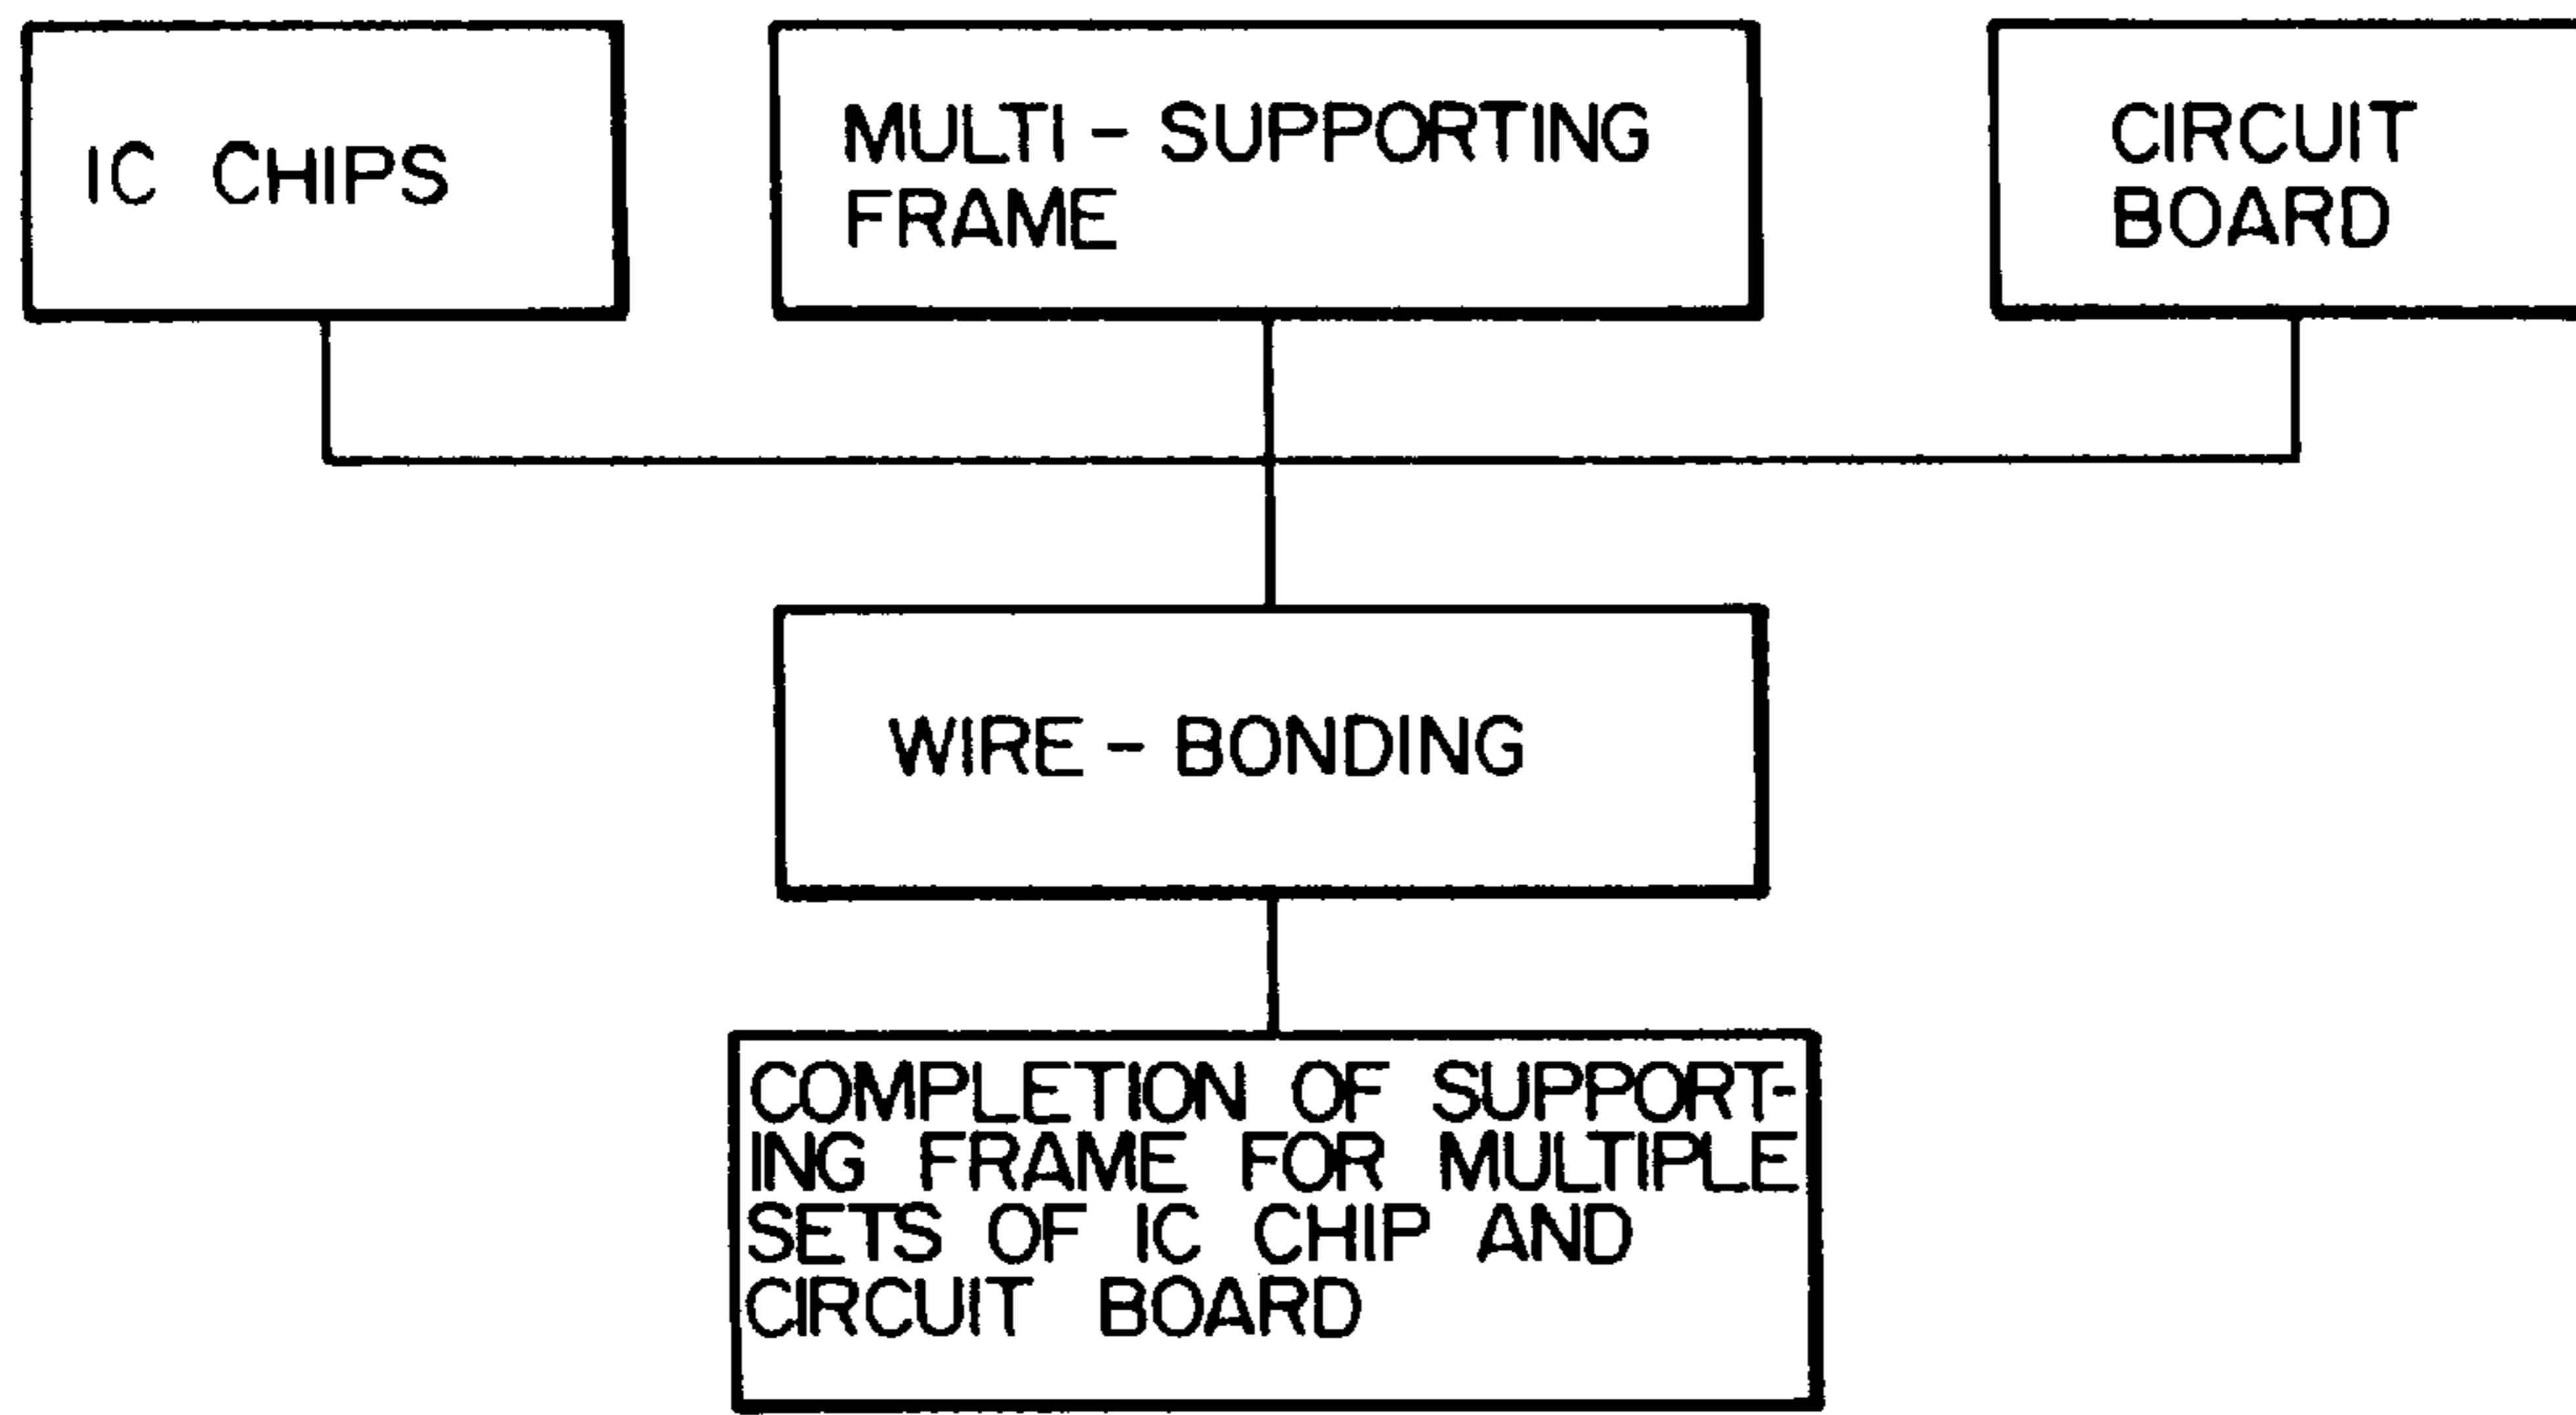 IC CHIPS
MULTI - SUPPORTING
FRAME
CIRCUIT
BOARD
WIRE - BONDING
COMPLETION OF SUPPORT-
ING FRAME FOR MULTIPLE
SETS OF IC CHIP AND
CIRCUIT BOARD